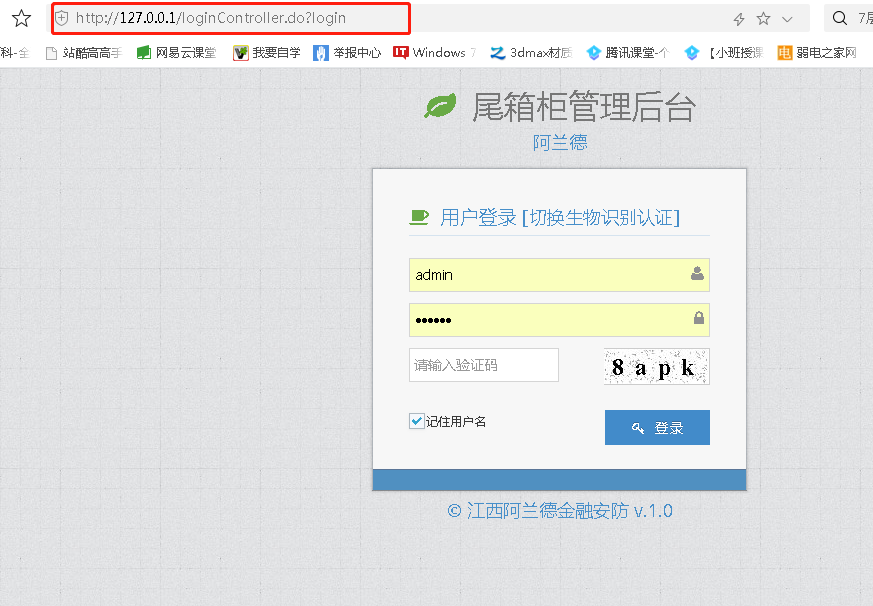 http://127.0.0.1/loginController.do?login
科-全 站酷高高手 网易云课堂 我要自学 举报中心 Windows 7 3dmax材质 腾讯课堂-个 【小班授课 弱电之家网
尾箱柜管理后台
阿兰德
用户登录 [切换生物识别认证]
admin
••••••
请输入验证码 8apk
记住用户名 登录
© 江西阿兰德金融安防 v.1.0